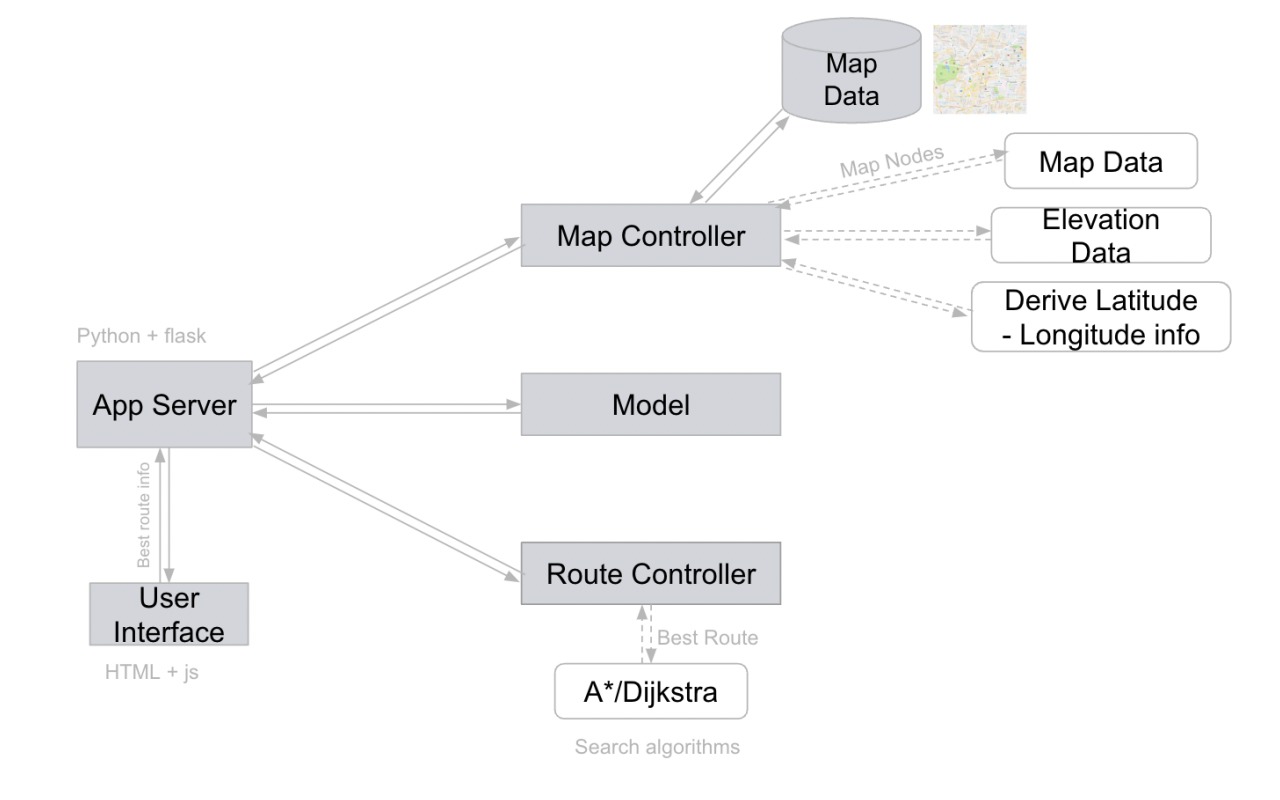 Map
Data
Map Nodes
Map Data
Map Controller
Elevation
Data
Derive Latitude
- Longitude info
Python + flask
App Server
Model
Best route info
Route Controller
User
Interface
Best Route
HTML + js
A*/Dijkstra
Search algorithms